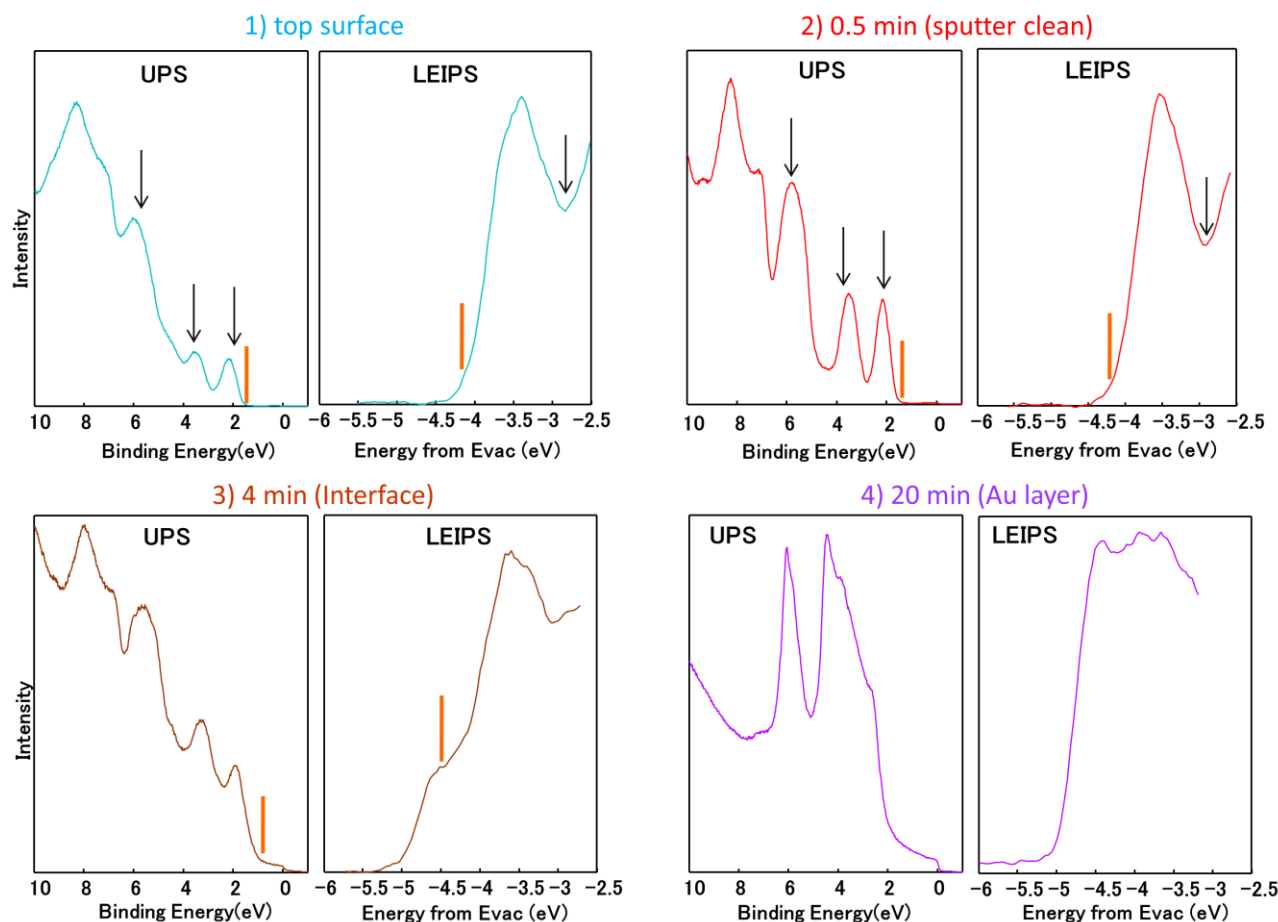 1) top surface
UPS
LEIPS
Intensity
10 8 6 4 2 0
Binding Energy(eV)
−5.5 −4.5 −3.5 −2.5
−5 −4 −3
Energy from Evac (eV)
2) 0.5 min (sputter clean)
UPS
LEIPS
10 8 6 4 2 0
Binding Energy(eV)
−5.5 −4.5 −3.5 −2.5
−6 −5 −4 −3
Energy from Evac (eV)
3) 4 min (Interface)
UPS
LEIPS
Intensity
10 8 6 4 2 0
Binding Energy(eV)
−6 −5.5 −5 −4.5 −4 −3.5 −3 −2.5
Energy from Evac (eV)
4) 20 min (Au layer)
UPS
LEIPS
10 8 6 4 2 0
Binding Energy(eV)
−6 −5.5 −5 −4.5 −4 −3.5 −3 −2.5
Energy from Evac (eV)